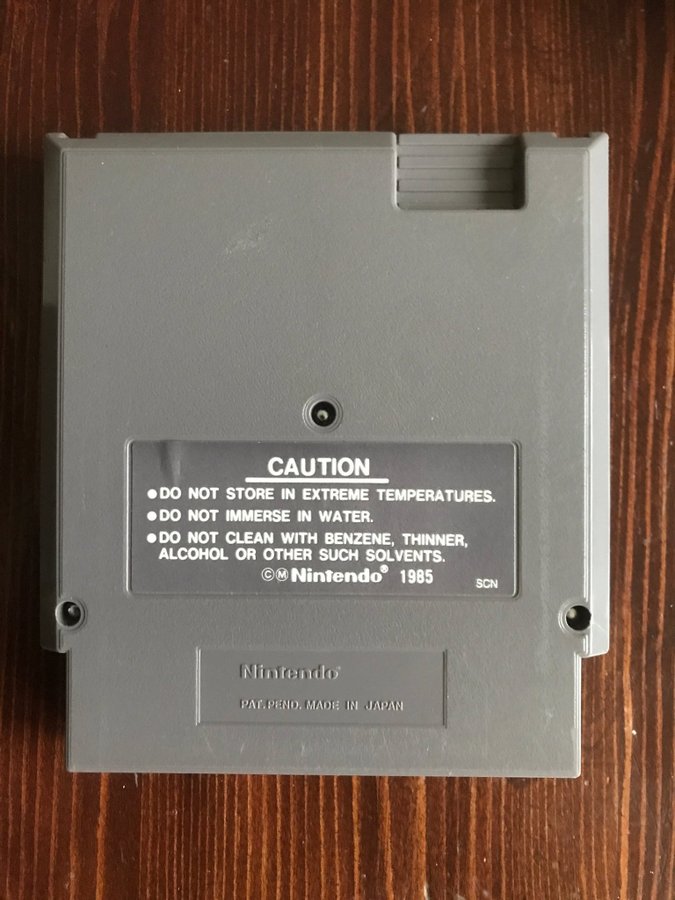 CAUTION
●DO NOT STORE IN EXTREME TEMPERATURES.
●DO NOT IMMERSE IN WATER.
●DO NOT CLEAN WITH BENZENE, THINNER,
ALCOHOL OR OTHER SUCH SOLVENTS.
©Ⓜ Nintendo® 1985
SCN
Nintendo®
PAT. PEND. MADE IN JAPAN